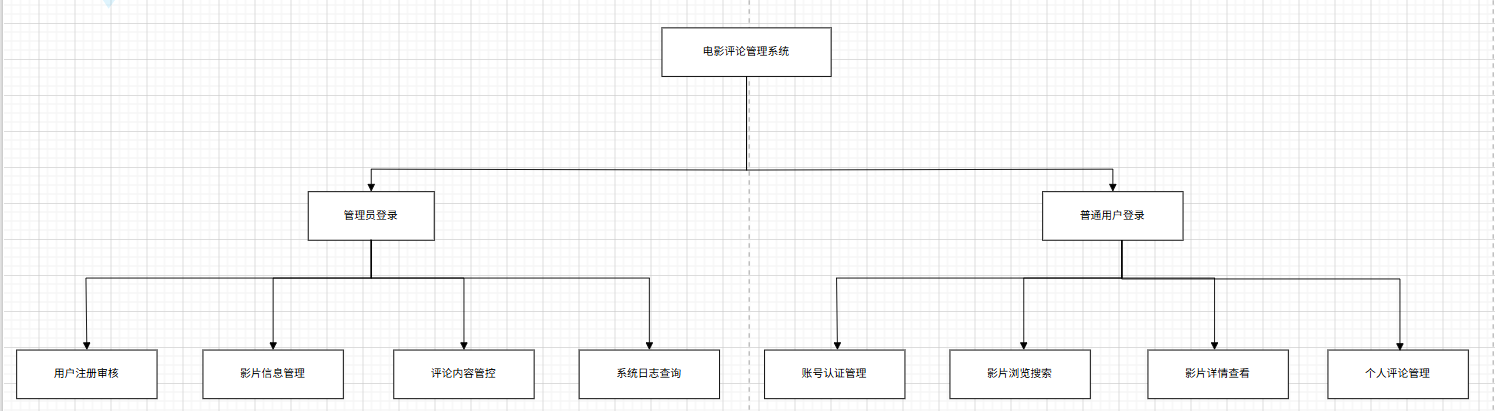 电影评论管理系统
管理员登录
普通用户登录
用户注册审核
影片信息管理
评论内容管控
系统日志查询
账号认证管理
影片浏览搜索
影片详情查看
个人评论管理